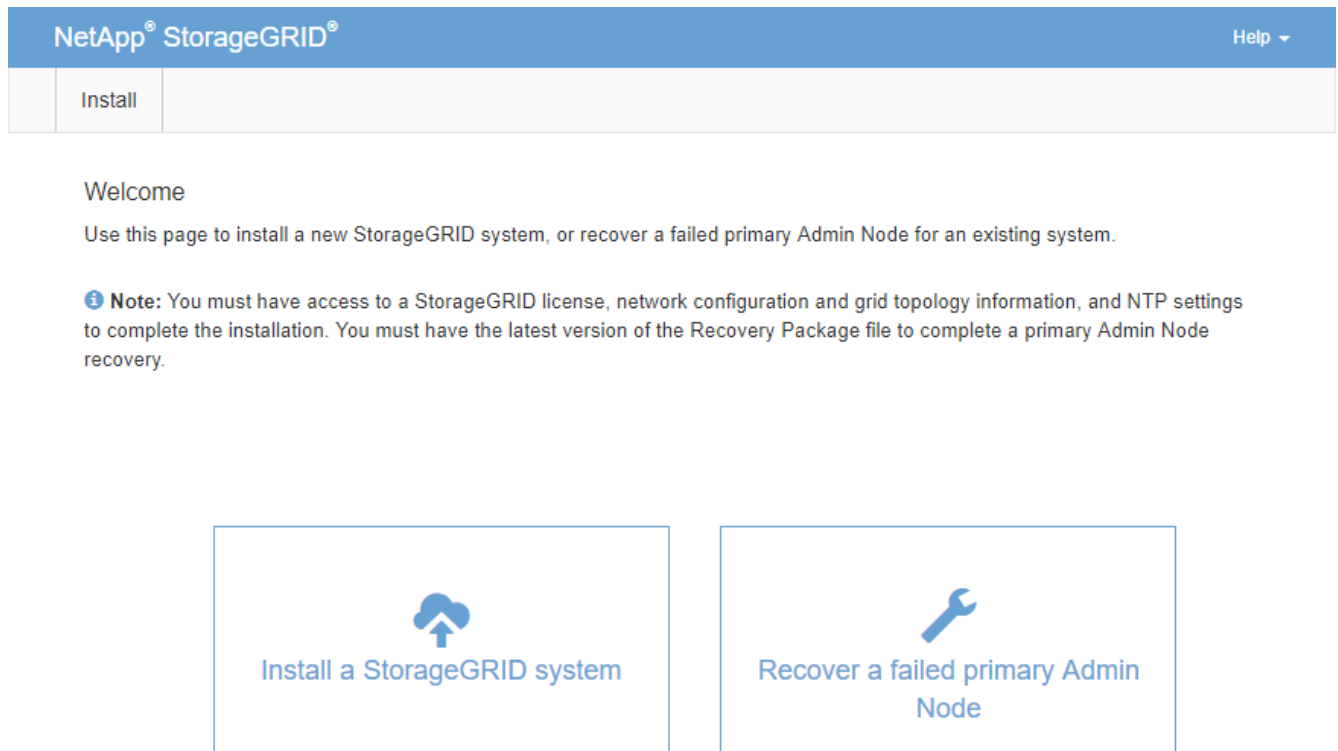 NetApp® StorageGRID®
Help
Install
Welcome
Use this page to install a new StorageGRID system, or recover a failed primary Admin Node for an existing system.
Note: You must have access to a StorageGRID license, network configuration and grid topology information, and NTP settings
to complete the installation. You must have the latest version of the Recovery Package file to complete a primary Admin Node
recovery.
Install a StorageGRID system
Recover a failed primary Admin
Node